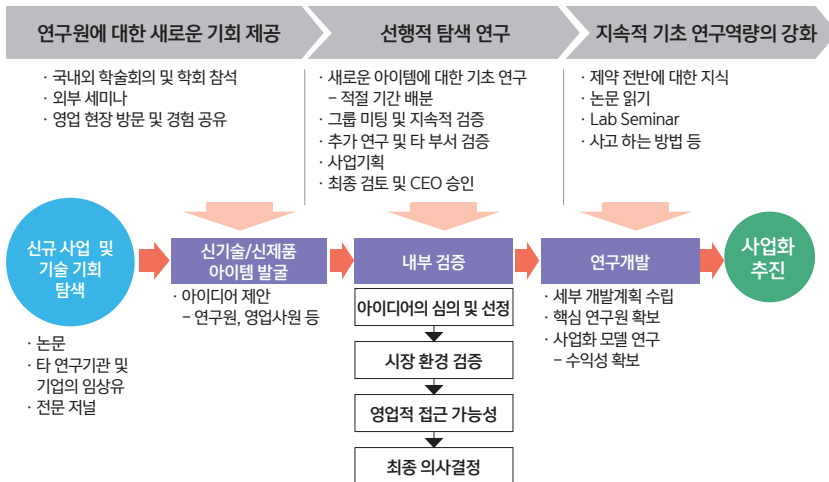 연구원에 대한 새로운 기회 제공
· 국내외 학술회의 및 학회 참석
· 외부 세미나
· 영업 현장 방문 및 경험 공유
선행적 탐색 연구
· 새로운 아이템에 대한 기초 연구
– 적절 기간 배분
· 그룹 미팅 및 지속적 검증
· 추가 연구 및 타 부서 검증
· 사업기획
· 최종 검토 및 CEO 승인
지속적 기초 연구역량의 강화
· 제약 전반에 대한 지식
· 논문 읽기
· Lab Seminar
· 사고 하는 방법 등
신규 사업 및
기술 기회
탐색
· 논문
· 타 연구기관 및
기업의 임상유
· 전문 저널
신기술/신제품
아이템 발굴
· 아이디어 제안
– 연구원, 영업사원 등
내부 검증
아이디어의 심의 및 선정
시장 환경 검증
영업적 접근 가능성
최종 의사결정
연구개발
· 세부 개발계획 수립
· 핵심 연구원 확보
· 사업화 모델 연구
– 수익성 확보
사업화
추진